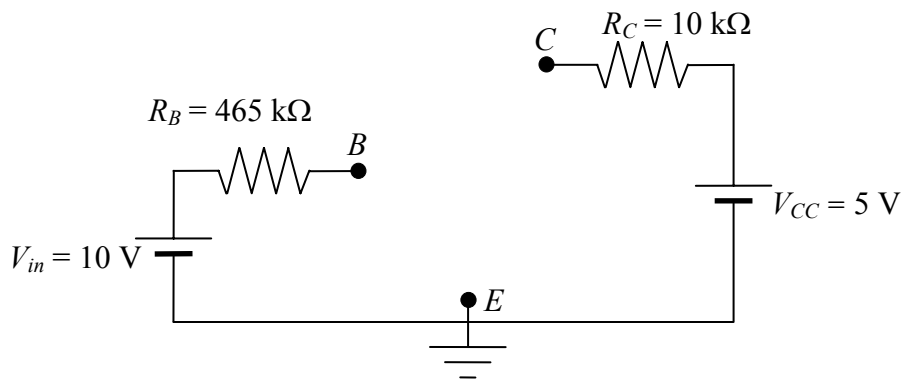 R_C = 10 kΩ
C
R_B = 465 kΩ
B
V_CC = 5 V
V_in = 10 V
E